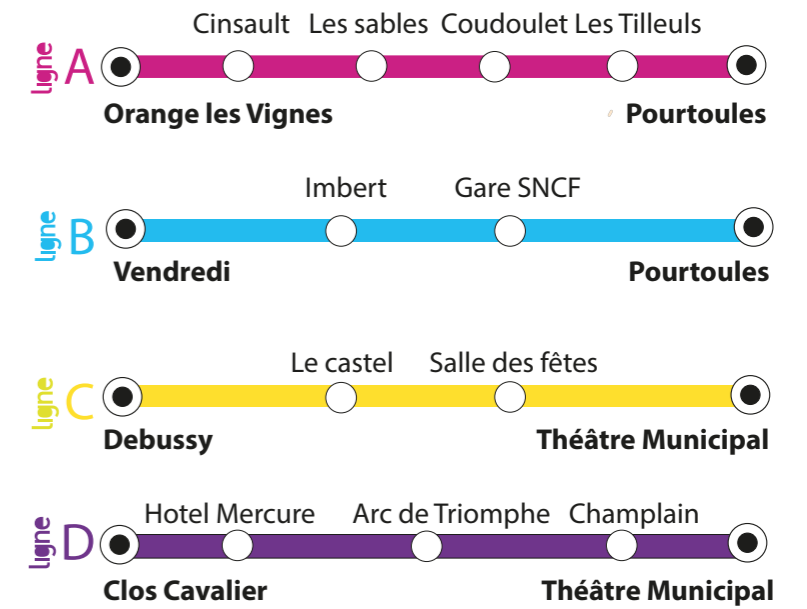 Cinsault Les sables Coudoulet Les Tilleuls
ligne A
Orange les Vignes Pourtoules
Imbert Gare SNCF
ligne B
Vendredi Pourtoules
Le castel Salle des fêtes
ligne C
Debussy Théâtre Municipal
Hotel Mercure Arc de Triomphe Champlain
ligne D
Clos Cavalier Théâtre Municipal